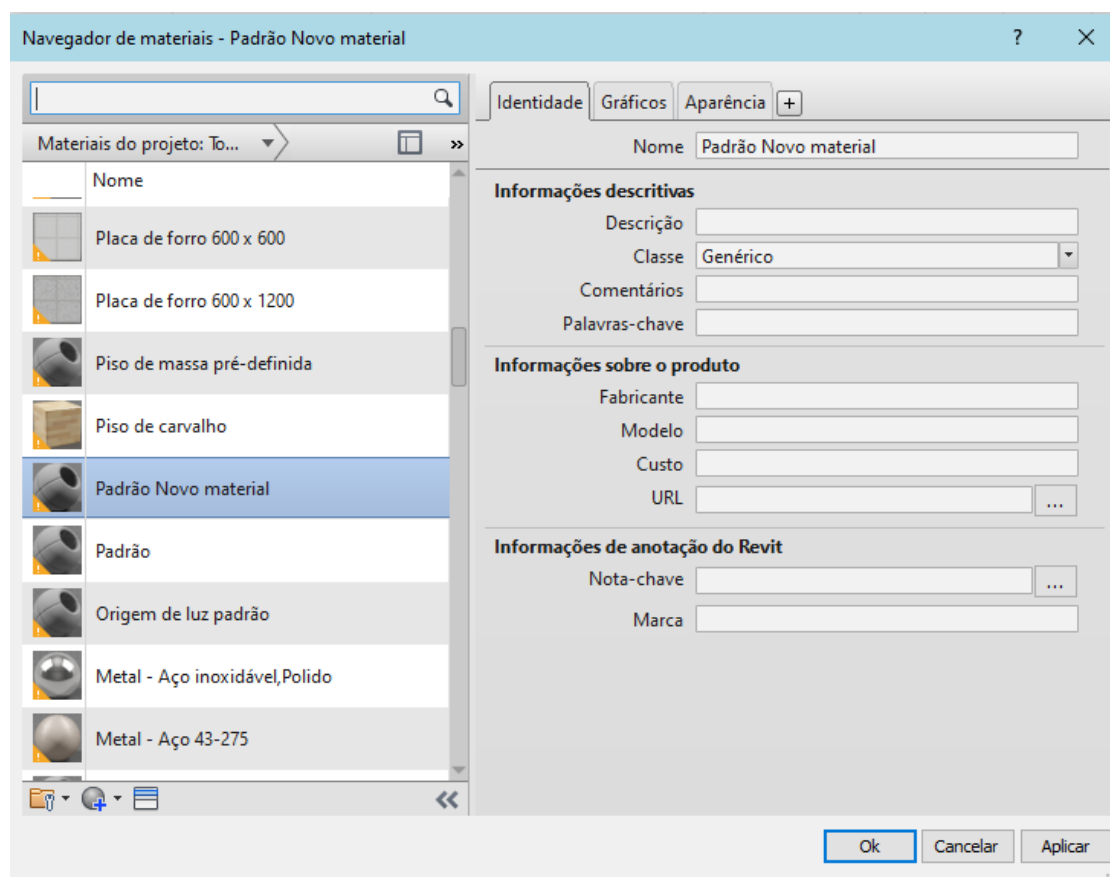 Navegador de materiais - Padrão Novo material
?
Materiais do projeto: To...
»
Nome
Placa de forro 600 x 600
Placa de forro 600 x 1200
Piso de massa pré-definida
Piso de carvalho
Padrão Novo material
Padrão
Origem de luz padrão
Metal - Aço inoxidável,Polido
Metal - Aço 43-275
Identidade Gráficos Aparência +
Nome Padrão Novo material
Informações descritivas
Descrição
Classe Genérico
Comentários
Palavras-chave
Informações sobre o produto
Fabricante
Modelo
Custo
URL ...
Informações de anotação do Revit
Nota-chave ...
Marca
Ok Cancelar Aplicar